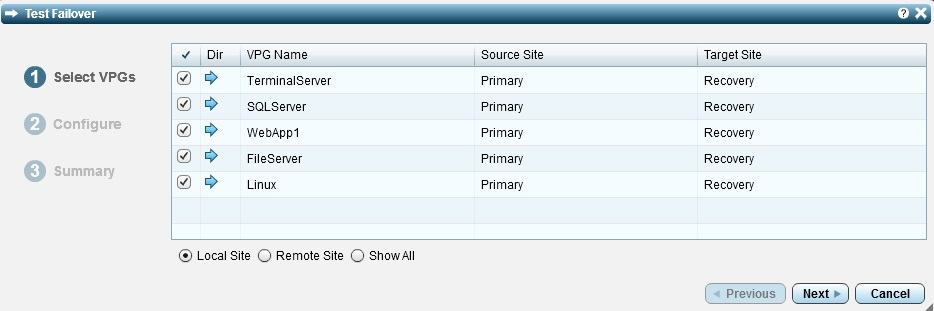 Test Failover
?
1 Select VPGs
2 Configure
3 Summary
Dir VPG Name Source Site Target Site
TerminalServer Primary Recovery
SQLServer Primary Recovery
WebApp1 Primary Recovery
FileServer Primary Recovery
Linux Primary Recovery
Local Site Remote Site Show All
Previous Next Cancel